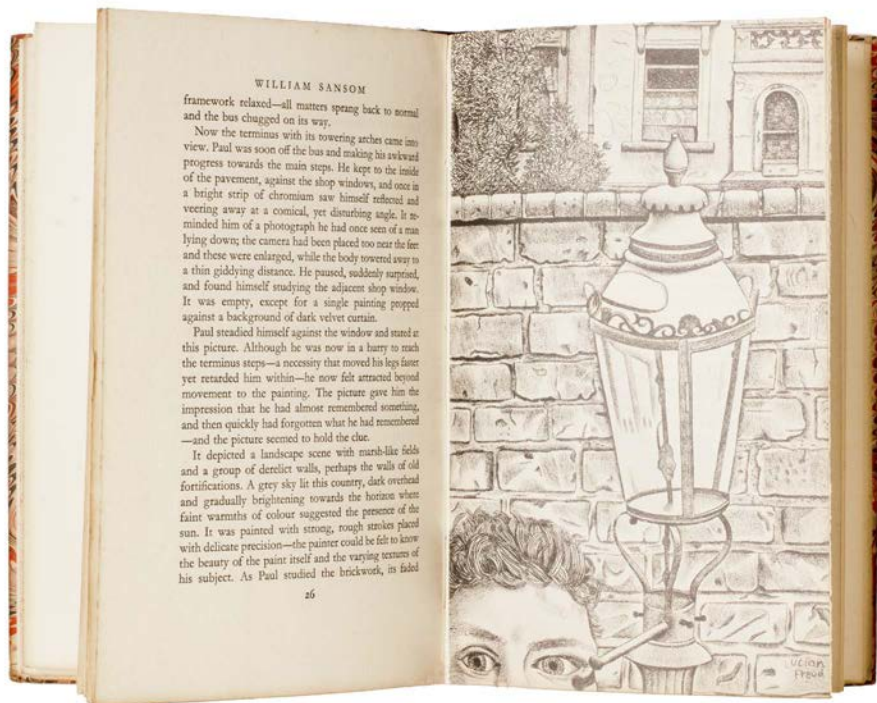 WILLIAM SANSOM
framework relaxed—all matters sprang back to normal
and the bus chugged on its way.
Now the terminus with its towering arches came into
view. Paul was soon off the bus and making his awkward
progress towards the main steps. He kept to the inside
of the pavement, against the shop windows, and once in
a bright strip of chromium saw himself reflected and
veering away at a comical, yet disturbing angle. It re-
minded him of a photograph he had once seen of a man
lying down; the camera had been placed too near the feet
and these were enlarged, while the body towered away to
a thin giddying distance. He paused, suddenly surprised,
and found himself studying the adjacent shop window.
It was empty, except for a single painting propped
against a background of dark velvet curtain.
Paul steadied himself against the window and stared at
this picture. Although he was now in a hurry to reach
the terminus steps—a necessity that moved his legs faster
yet retarded him within—he now felt attracted beyond
movement to the painting. The picture gave him the
impression that he had almost remembered something,
and then quickly had forgotten what he had remembered
—and the picture seemed to hold the clue.
It depicted a landscape scene with marsh-like fields
and a group of derelict walls, perhaps the walls of old
fortifications. A grey sky lit this country, dark overhead
and gradually brightening towards the horizon where
faint warmths of colour suggested the presence of the
sun. It was painted with strong, rough strokes placed
with delicate precision—the painter could be felt to know
the beauty of the paint itself and the varying textures of
his subject. As Paul studied the brickwork, its faded
26
Lucian
Freud